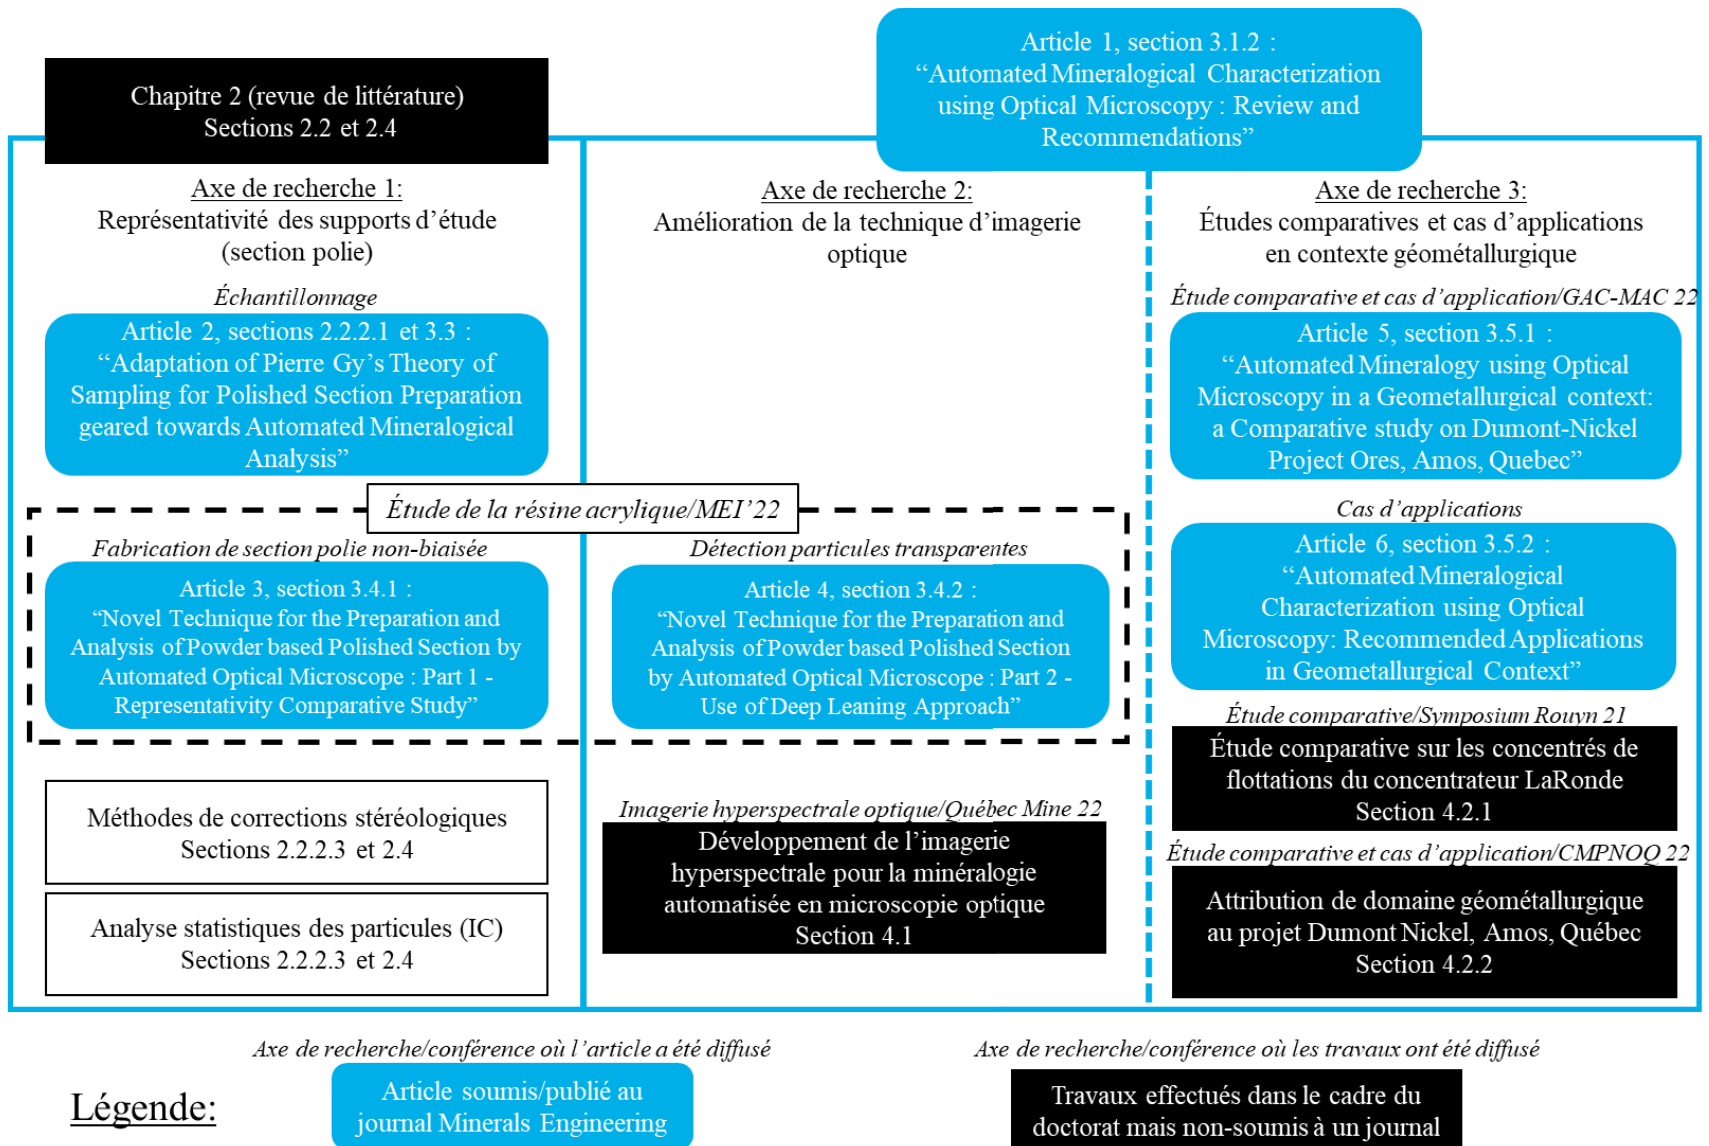 Chapitre 2 (revue de littérature)
Sections 2.2 et 2.4
Article 1, section 3.1.2 :
“Automated Mineralogical Characterization
using Optical Microscopy : Review and
Recommendations”
Axe de recherche 1:
Représentativité des supports d’étude
(section polie)
Échantillonnage
Article 2, sections 2.2.2.1 et 3.3 :
“Adaptation of Pierre Gy’s Theory of
Sampling for Polished Section Preparation
geared towards Automated Mineralogical
Analysis”
Étude de la résine acrylique/MEI’22
Fabrication de section polie non-biaisée
Article 3, section 3.4.1 :
“Novel Technique for the Preparation and
Analysis of Powder based Polished Section by
Automated Optical Microscope : Part 1 -
Representativity Comparative Study”
Méthodes de corrections stéréologiques
Sections 2.2.2.3 et 2.4
Analyse statistiques des particules (IC)
Sections 2.2.2.3 et 2.4
Axe de recherche 2:
Amélioration de la technique d’imagerie
optique
Détection particules transparentes
Article 4, section 3.4.2 :
“Novel Technique for the Preparation and
Analysis of Powder based Polished Section
by Automated Optical Microscope : Part 2 -
Use of Deep Leaning Approach”
Imagerie hyperspectrale optique/Québec Mine 22
Développement de l’imagerie
hyperspectrale pour la minéralogie
automatisée en microscopie optique
Section 4.1
Axe de recherche 3:
Études comparatives et cas d’applications
en contexte géométallurgique
Étude comparative et cas d’application/GAC-MAC 22
Article 5, section 3.5.1 :
“Automated Mineralogy using Optical
Microscopy in a Geometallurgical context:
a Comparative study on Dumont-Nickel
Project Ores, Amos, Quebec”
Cas d’applications
Article 6, section 3.5.2 :
“Automated Mineralogical
Characterization using Optical
Microscopy: Recommended Applications
in Geometallurgical Context”
Étude comparative/Symposium Rouyn 21
Étude comparative sur les concentrés de
flottations du concentrateur LaRonde
Section 4.2.1
Étude comparative et cas d’application/CMPNOQ 22
Attribution de domaine géométallurgique
au projet Dumont Nickel, Amos, Québec
Section 4.2.2
Légende:
Axe de recherche/conférence où l’article a été diffusé
Article soumis/publié au
journal Minerals Engineering
Axe de recherche/conférence où les travaux ont été diffusé
Travaux effectués dans le cadre du
doctorat mais non-soumis à un journal